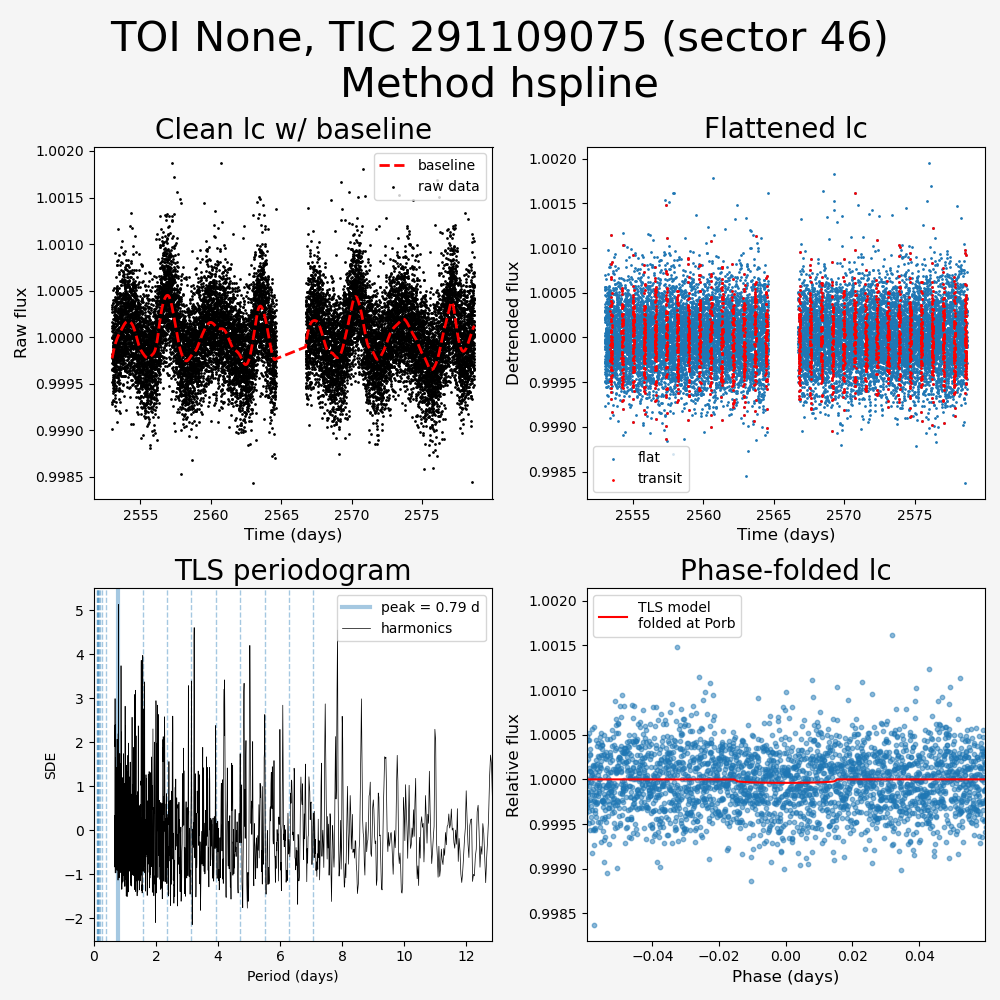 TOI None, TIC 291109075 (sector 46)
Method hspline
Clean lc w/ baseline
Raw flux
1.0020
1.0015
1.0010
1.0005
1.0000
0.9995
0.9990
0.9985
baseline
raw data
2555 2560 2565 2570 2575
Time (days)
Flattened lc
Detrended flux
1.0020
1.0015
1.0010
1.0005
1.0000
0.9995
0.9990
0.9985
flat
transit
2555 2560 2565 2570 2575
Time (days)
TLS periodogram
SDE
5
4
3
2
1
0
−1
−2
peak = 0.79 d
harmonics
0 2 4 6 8 10 12
Period (days)
Phase-folded lc
Relative flux
1.0020
1.0015
1.0010
1.0005
1.0000
0.9995
0.9990
0.9985
TLS model
folded at Porb
−0.04 −0.02 0.00 0.02 0.04
Phase (days)